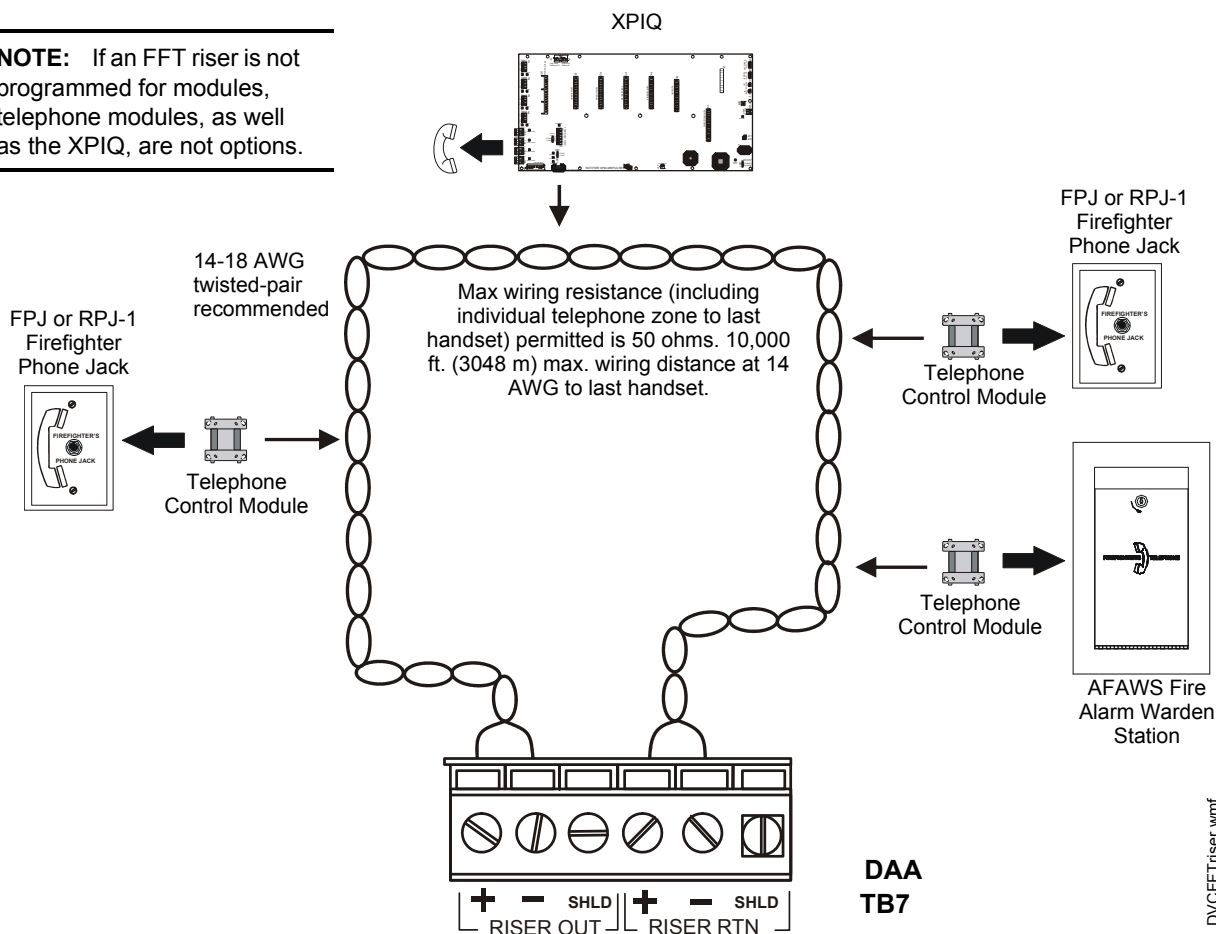 XPIQ
NOTE: If an FFT riser is not
programmed for modules,
telephone modules, as well
as the XPIQ, are not options.
14-18 AWG
twisted-pair
recommended
Max wiring resistance (including
individual telephone zone to last
handset) permitted is 50 ohms. 10,000
ft. (3048 m) max. wiring distance at 14
AWG to last handset.
FPJ or RPJ-1
Firefighter
Phone Jack
FIREFIGHTER'S
PHONE JACK
Telephone
Control Module
FPJ or RPJ-1
Firefighter
Phone Jack
FIREFIGHTER'S
PHONE JACK
Telephone
Control Module
Telephone
Control Module
AFAWS Fire
Alarm Warden
Station
+ − SHLD + − SHLD
RISER OUT RISER RTN
DAA
TB7
DVCFFTriser.wmf